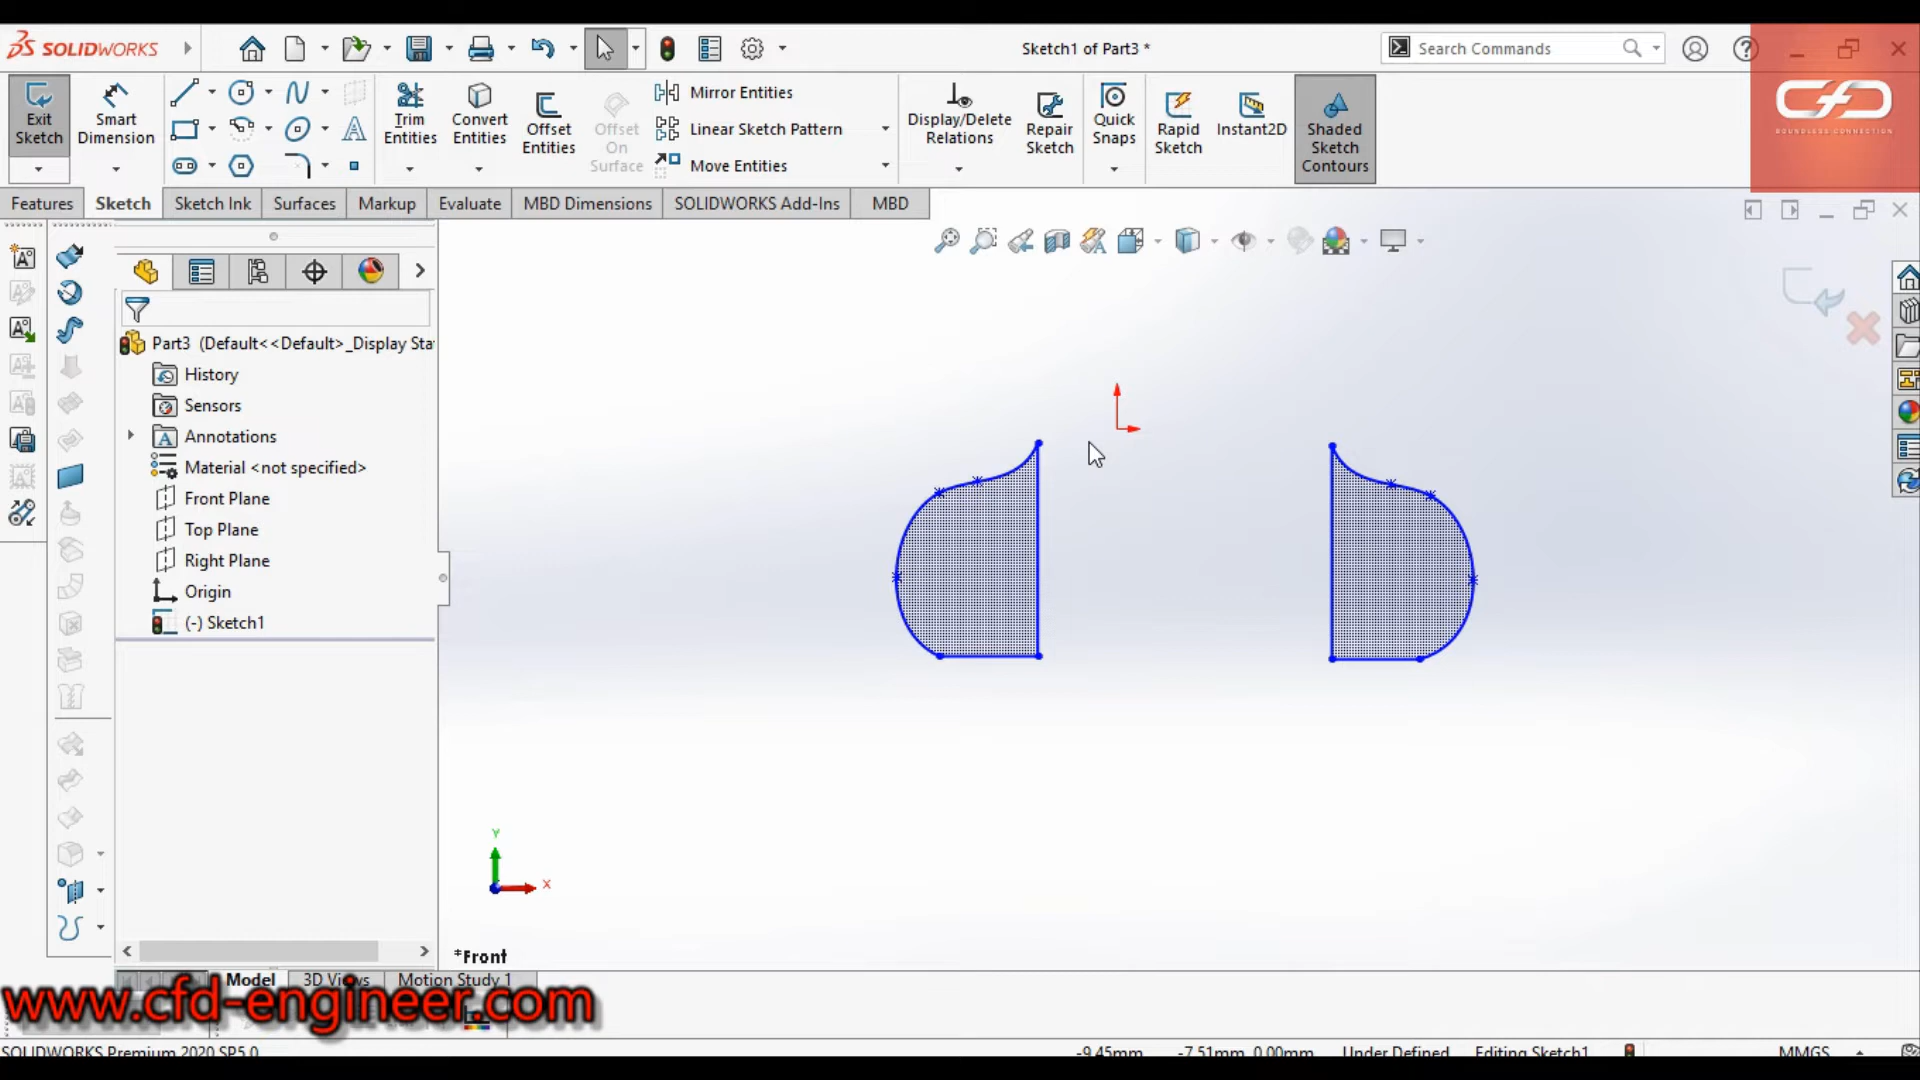 SOLIDWORKS
Sketch1 of Part3 *
Search Commands
Exit Sketch
Smart Dimension
Trim Entities
Convert Entities
Offset Entities
Offset On Surface
Mirror Entities
Linear Sketch Pattern
Move Entities
Display/Delete Relations
Repair Sketch
Quick Snaps
Rapid Sketch
Instant2D
Shaded Sketch Contours
BOUNDLESS CONNECTION
Features
Sketch
Sketch Ink
Surfaces
Markup
Evaluate
MBD Dimensions
SOLIDWORKS Add-Ins
MBD
Part3 (Default<<Default>_Display Sta
History
Sensors
Annotations
Material <not specified>
Front Plane
Top Plane
Right Plane
Origin
(-) Sketch1
Y
X
*Front
Model
3D Views
Motion Study 1
www.cfd-engineer.com
SOLIDWORKS Premium 2020 SP5.0
-9.45mm
-7.51mm
0.00mm
Under Defined
Editing Sketch1
MMGS